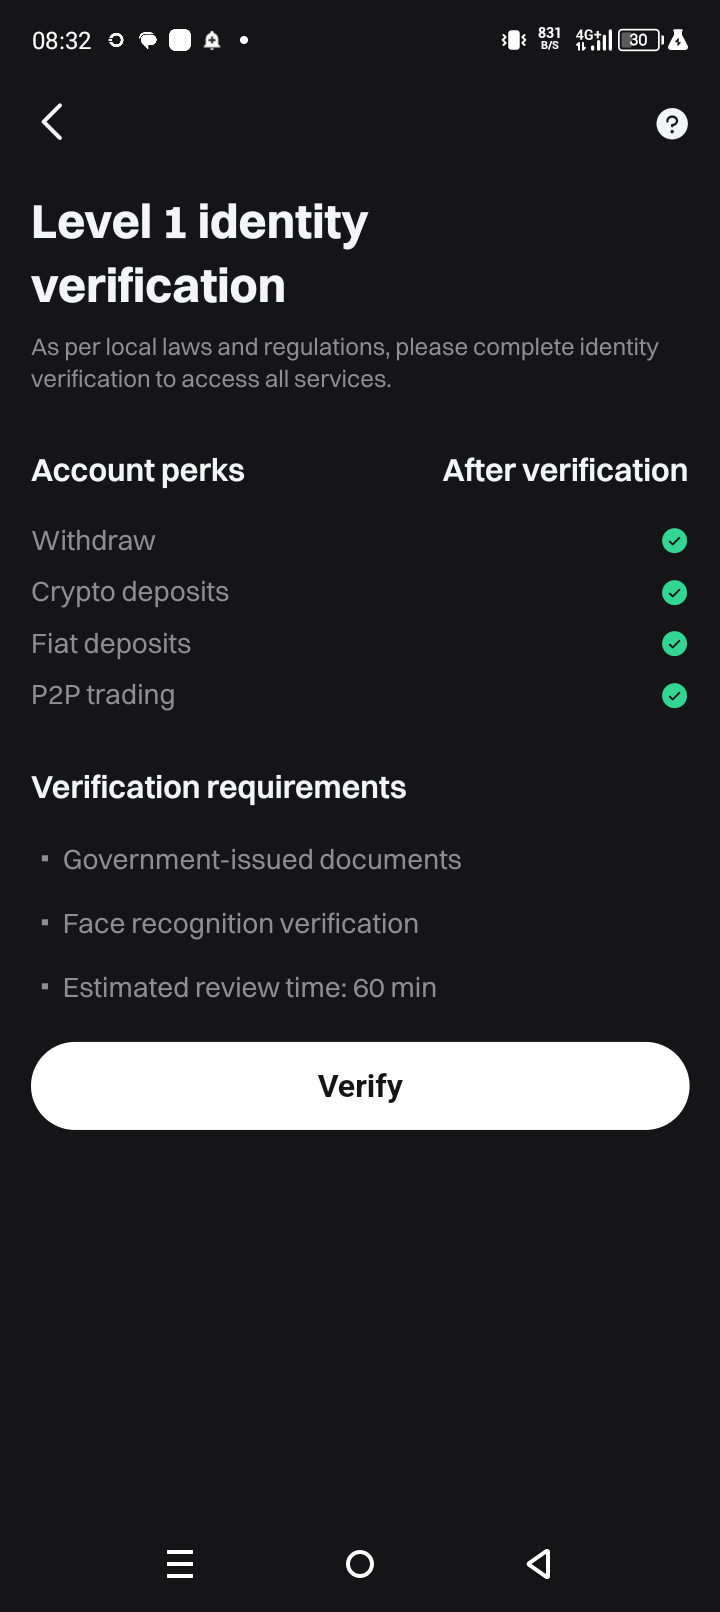 08:32
831
B/S
4G+
30
Level 1 identity
verification
As per local laws and regulations, please complete identity
verification to access all services.
Account perks After verification
Withdraw
Crypto deposits
Fiat deposits
P2P trading
Verification requirements
Government-issued documents
Face recognition verification
Estimated review time: 60 min
Verify